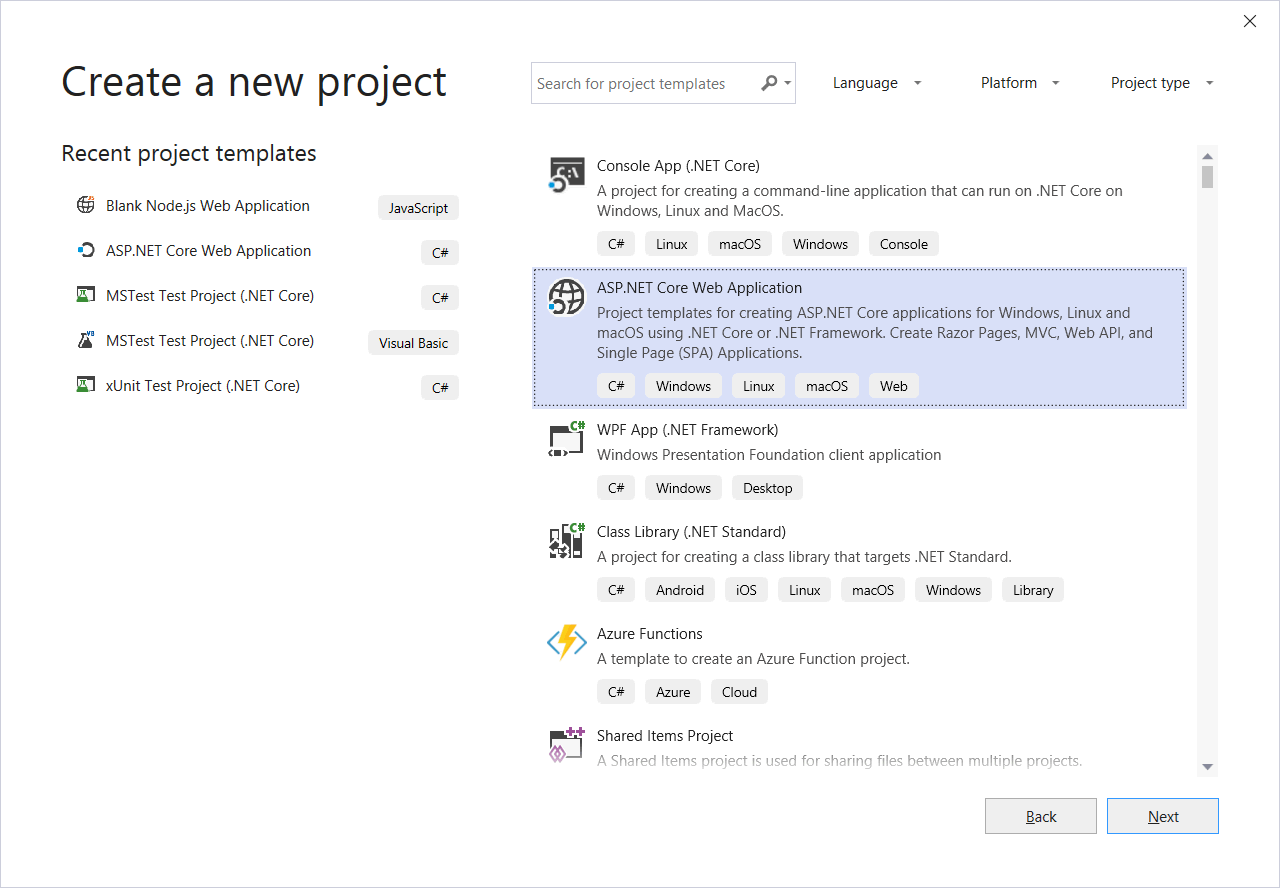 Create a new project
Search for project templates
Language
Platform
Project type
Recent project templates
Blank Node.js Web Application
JavaScript
ASP.NET Core Web Application
C#
MSTest Test Project (.NET Core)
C#
MSTest Test Project (.NET Core)
Visual Basic
xUnit Test Project (.NET Core)
C#
Console App (.NET Core)
A project for creating a command-line application that can run on .NET Core on
Windows, Linux and MacOS.
C# Linux macOS Windows Console
ASP.NET Core Web Application
Project templates for creating ASP.NET Core applications for Windows, Linux and
macOS using .NET Core or .NET Framework. Create Razor Pages, MVC, Web API, and
Single Page (SPA) Applications.
C# Windows Linux macOS Web
WPF App (.NET Framework)
Windows Presentation Foundation client application
C# Windows Desktop
Class Library (.NET Standard)
A project for creating a class library that targets .NET Standard.
C# Android iOS Linux macOS Windows Library
Azure Functions
A template to create an Azure Function project.
C# Azure Cloud
Shared Items Project
A Shared Items project is used for sharing files between multiple projects.
Back
Next